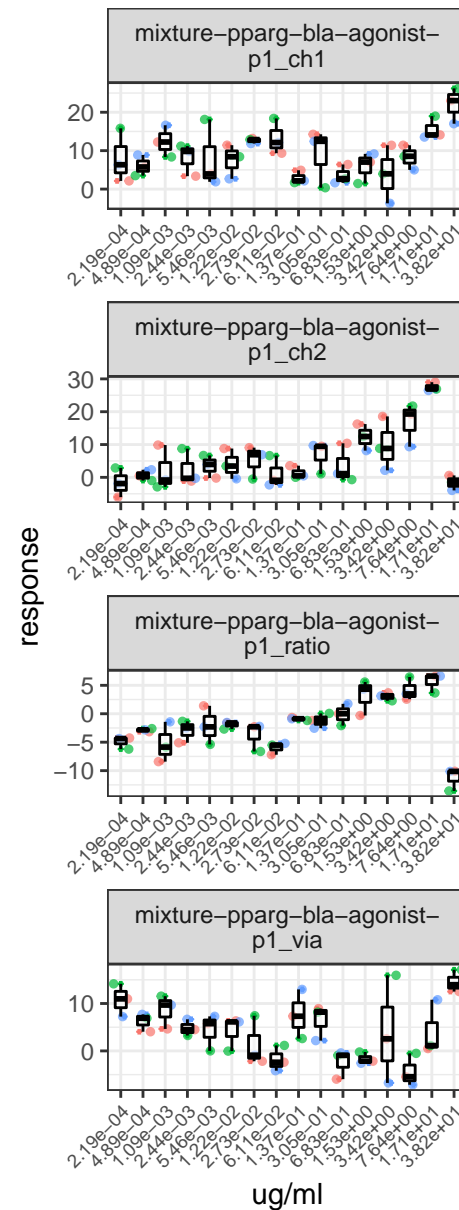 mixture−pparg−bla−agonist−
p1_ch1
20
10
0
2.19e−04
4.89e−04
1.09e−03
2.44e−03
5.46e−03
1.22e−02
2.73e−02
6.11e−02
1.37e−01
3.05e−01
6.83e−01
1.53e+00
3.42e+00
7.64e+00
1.71e+01
3.82e+01
mixture−pparg−bla−agonist−
p1_ch2
30
20
10
0
2.19e−04
4.89e−04
1.09e−03
2.44e−03
5.46e−03
1.22e−02
2.73e−02
6.11e−02
1.37e−01
3.05e−01
6.83e−01
1.53e+00
3.42e+00
7.64e+00
1.71e+01
3.82e+01
response
mixture−pparg−bla−agonist−
p1_ratio
5
0
−5
−10
2.19e−04
4.89e−04
1.09e−03
2.44e−03
5.46e−03
1.22e−02
2.73e−02
6.11e−02
1.37e−01
3.05e−01
6.83e−01
1.53e+00
3.42e+00
7.64e+00
1.71e+01
3.82e+01
mixture−pparg−bla−agonist−
p1_via
10
0
2.19e−04
4.89e−04
1.09e−03
2.44e−03
5.46e−03
1.22e−02
2.73e−02
6.11e−02
1.37e−01
3.05e−01
6.83e−01
1.53e+00
3.42e+00
7.64e+00
1.71e+01
3.82e+01
ug/ml